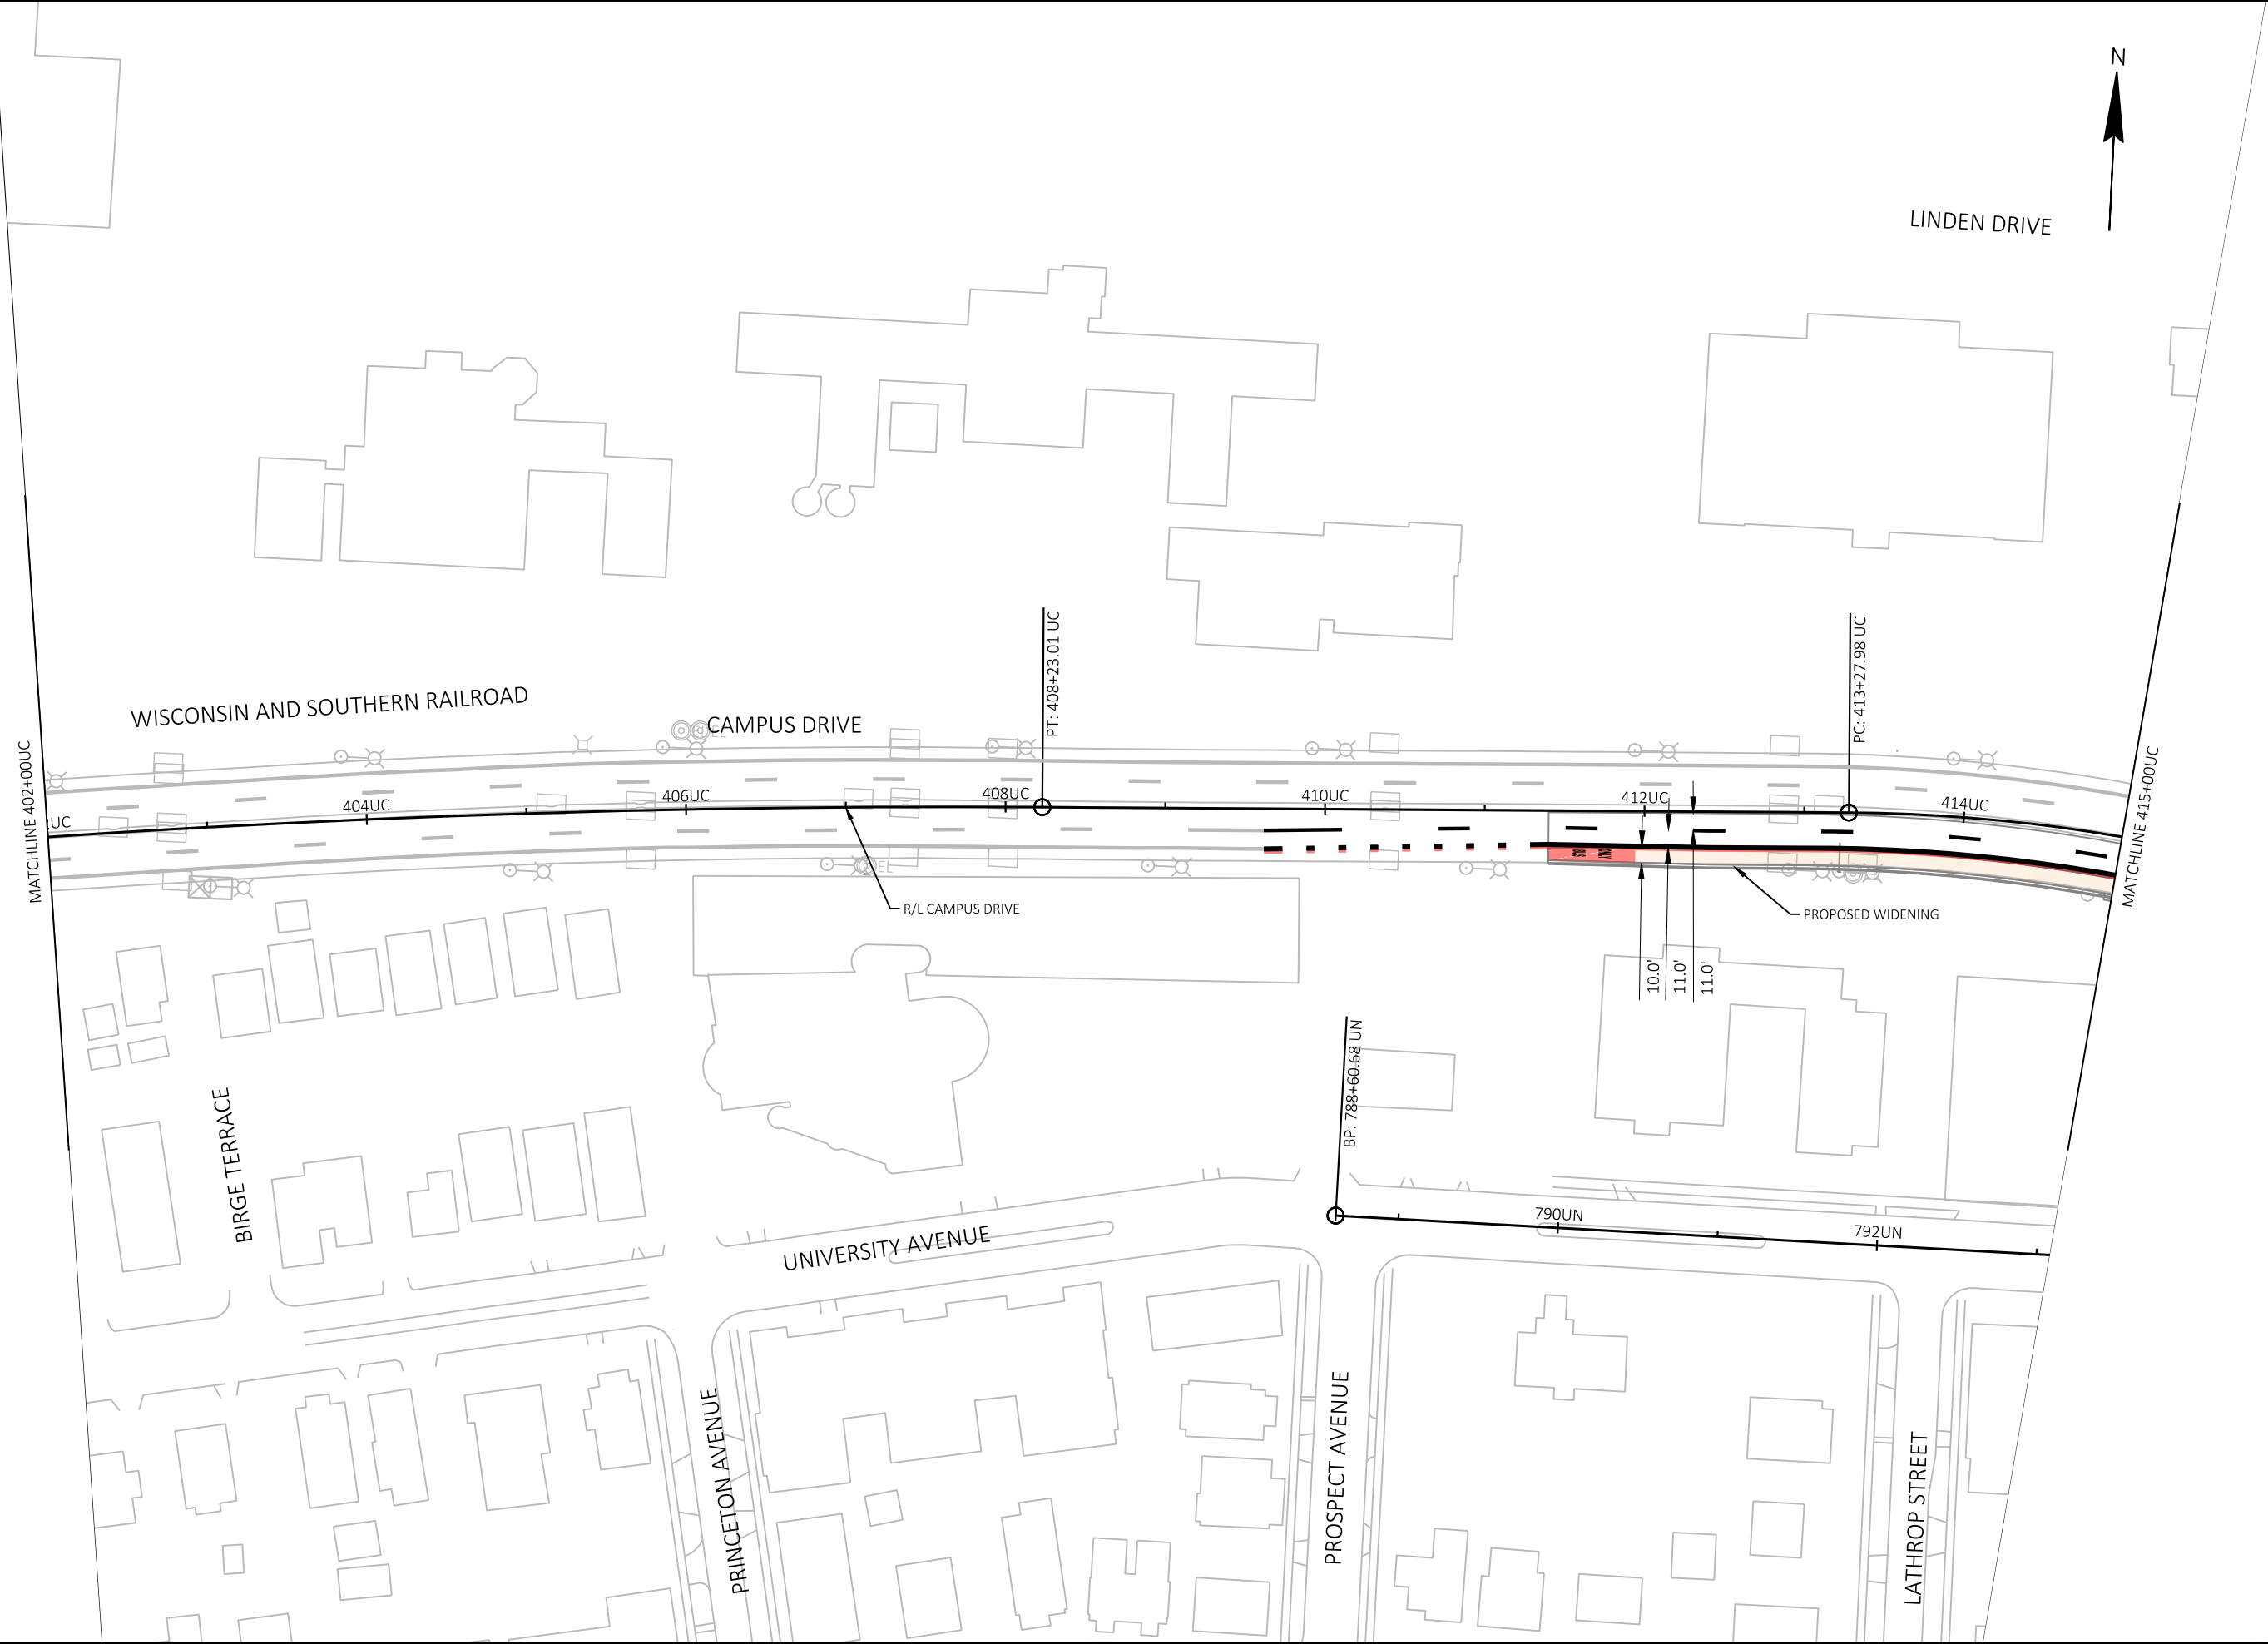 N
LINDEN DRIVE
WISCONSIN AND SOUTHERN RAILROAD
CAMPUS DRIVE
PT: 408+23.01 UC
PC: 413+27.98 UC
MATCHLINE 402+00UC
MATCHLINE 415+00UC
UC
404UC
406UC
408UC
410UC
412UC
414UC
BUS
ONLY
R/L CAMPUS DRIVE
PROPOSED WIDENING
10.0'
11.0'
11.0'
BP: 788+60.68 UN
790UN
792UN
BIRGE TERRACE
UNIVERSITY AVENUE
PRINCETON AVENUE
PROSPECT AVENUE
LATHROP STREET